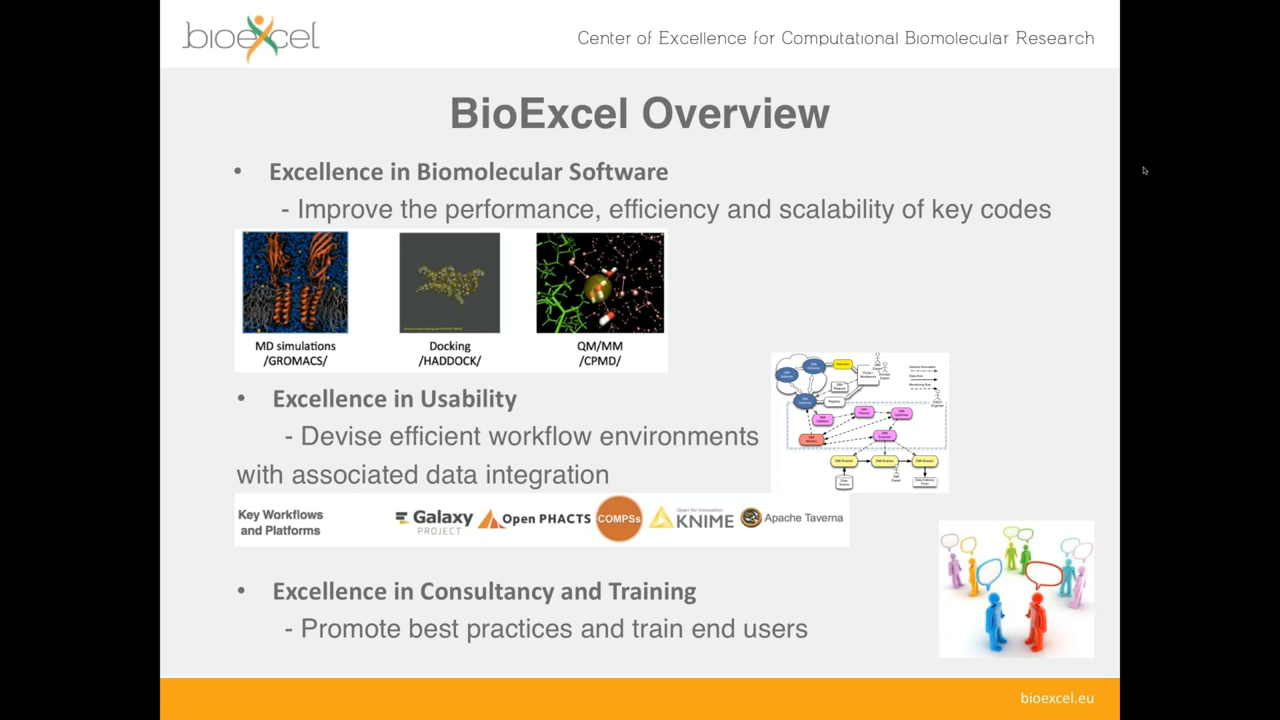 bioexcel
Center of Excellence for Computational Biomolecular Research
BioExcel Overview
• Excellence in Biomolecular Software
- Improve the performance, efficiency and scalability of key codes
MD simulations
/GROMACS/
Docking
/HADDOCK/
QM/MM
/CPMD/
• Excellence in Usability
- Devise efficient workflow environments
with associated data integration
Key Workflows
and Platforms
Galaxy
PROJECT
Open PHACTS
COMPSs
Open for Innovation
KNIME
Apache Taverna
• Excellence in Consultancy and Training
- Promote best practices and train end users
bioexcel.eu